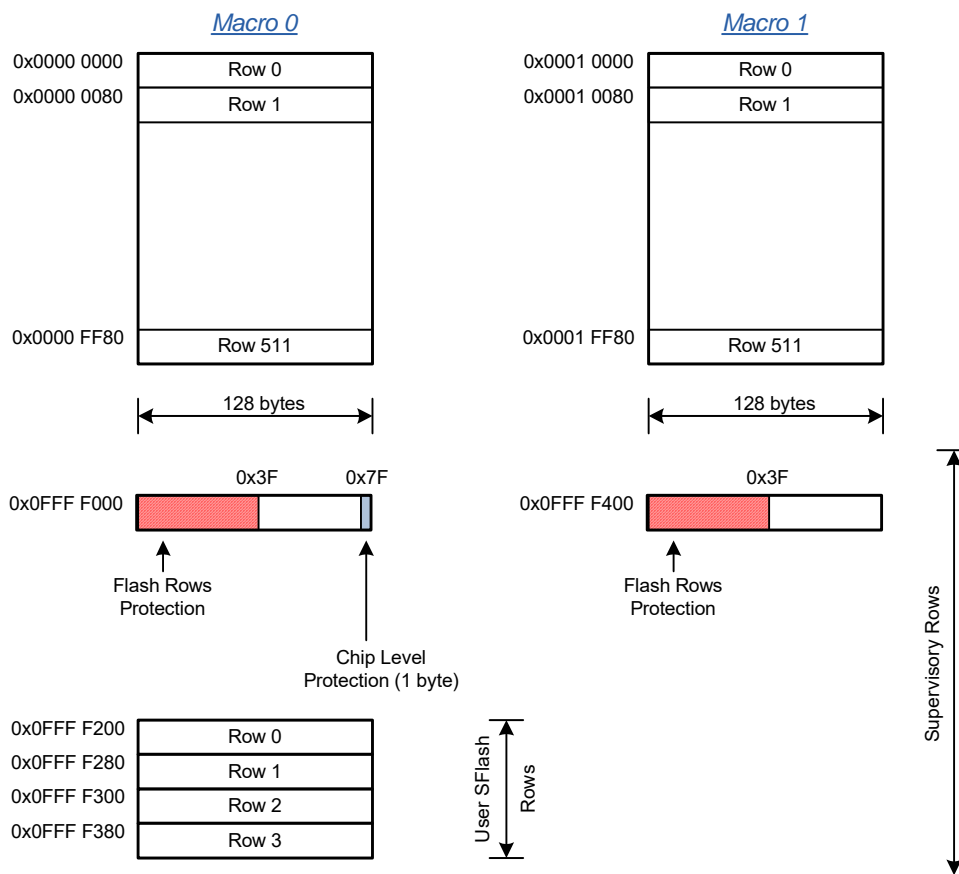 Macro 0
Macro 1
0x0000 0000
Row 0
0x0001 0000
Row 0
0x0000 0080
Row 1
0x0001 0080
Row 1
0x0000 FF80
Row 511
0x0001 FF80
Row 511
128 bytes
128 bytes
0x3F
0x7F
0x3F
0x0FFF F000
0x0FFF F400
Flash Rows
Protection
Flash Rows
Protection
Chip Level
Protection (1 byte)
Supervisory Rows
0x0FFF F200
Row 0
0x0FFF F280
Row 1
0x0FFF F300
Row 2
0x0FFF F380
Row 3
User SFlash
Rows